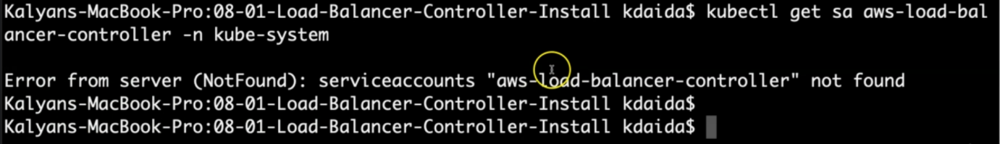 Kalyans-MacBook-Pro:08-01-Load-Balancer-Controller-Install kdaida$ kubectl get sa aws-load-bal
ancer-controller -n kube-system
Error from server (NotFound): serviceaccounts "aws-load-balancer-controller" not found
Kalyans-MacBook-Pro:08-01-Load-Balancer-Controller-Install kdaida$
Kalyans-MacBook-Pro:08-01-Load-Balancer-Controller-Install kdaida$